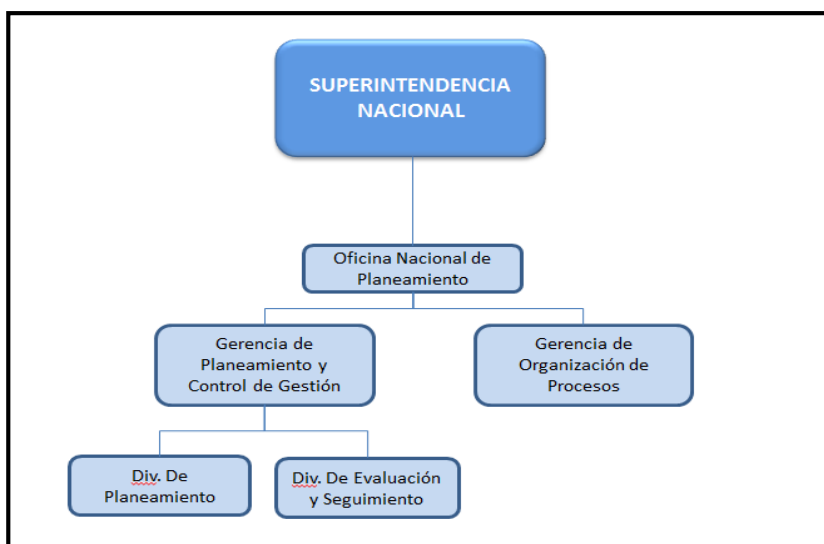 SUPERINTENDENCIA
NACIONAL
Oficina Nacional de
Planeamiento
Gerencia de
Planeamiento y
Control de Gestión
Gerencia de
Organización de
Procesos
Div. De
Planeamiento
Div. De Evaluación
y Seguimiento